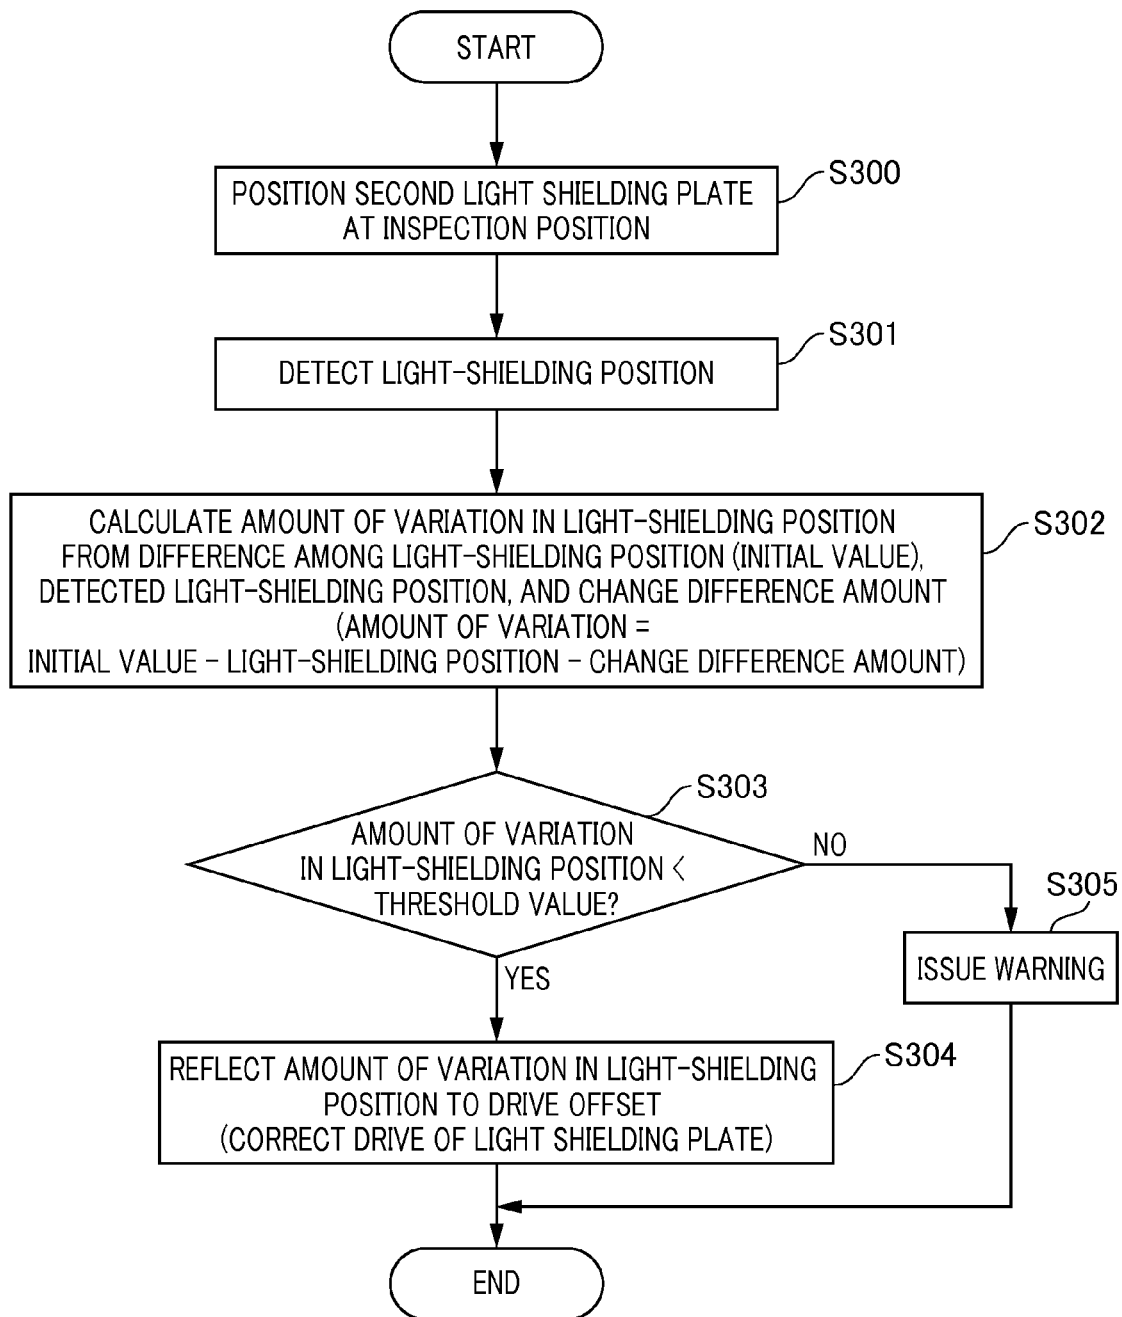 START
S300
POSITION SECOND LIGHT SHIELDING PLATE
AT INSPECTION POSITION
S301
DETECT LIGHT-SHIELDING POSITION
S302
CALCULATE AMOUNT OF VARIATION IN LIGHT-SHIELDING POSITION
FROM DIFFERENCE AMONG LIGHT-SHIELDING POSITION (INITIAL VALUE),
DETECTED LIGHT-SHIELDING POSITION, AND CHANGE DIFFERENCE AMOUNT
(AMOUNT OF VARIATION =
INITIAL VALUE - LIGHT-SHIELDING POSITION - CHANGE DIFFERENCE AMOUNT)
S303
AMOUNT OF VARIATION
IN LIGHT-SHIELDING POSITION <
THRESHOLD VALUE?
NO
S305
ISSUE WARNING
YES
S304
REFLECT AMOUNT OF VARIATION IN LIGHT-SHIELDING
POSITION TO DRIVE OFFSET
(CORRECT DRIVE OF LIGHT SHIELDING PLATE)
END